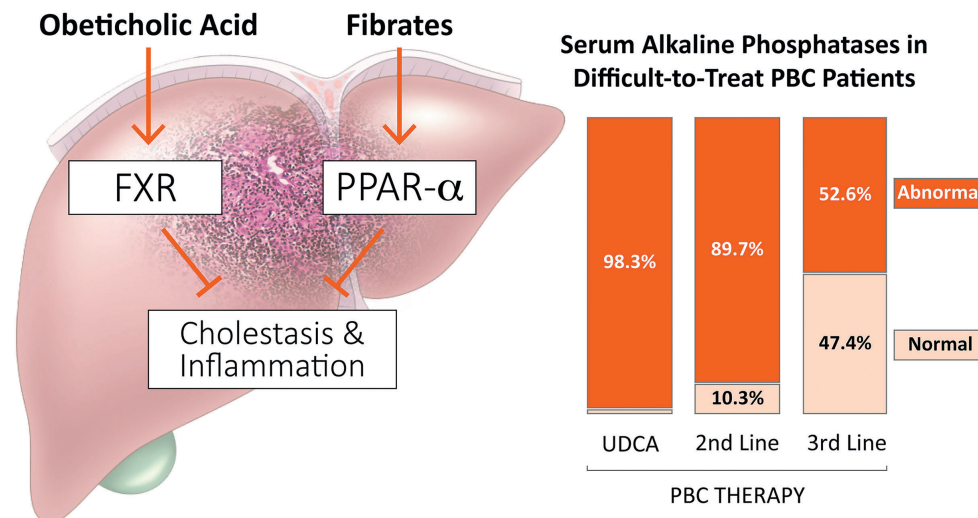 Obeticholic Acid
Fibrates
FXR
PPAR-α
Cholestasis &
Inflammation
Serum Alkaline Phosphatases in
Difficult-to-Treat PBC Patients
98.3%
89.7%
10.3%
52.6%
47.4%
Abnorma
Normal
UDCA
2nd Line
3rd Line
PBC THERAPY